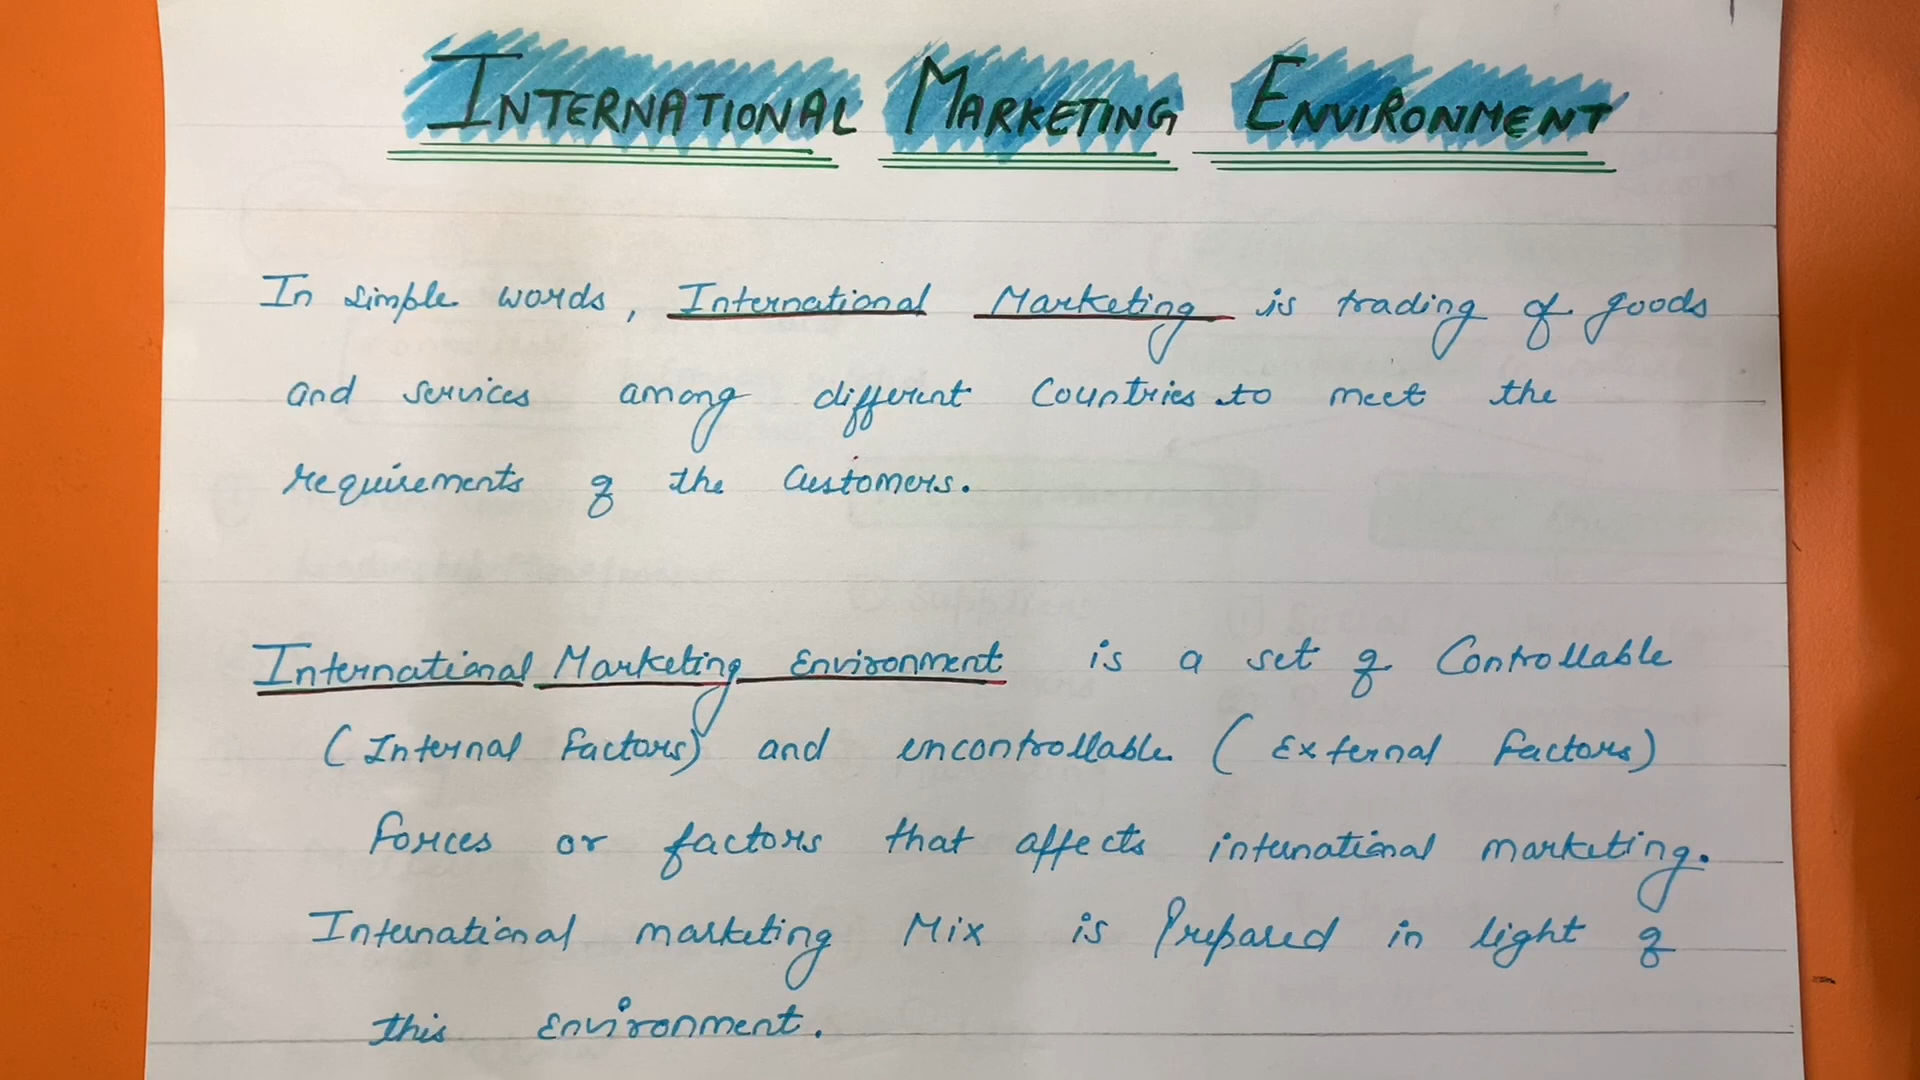 INTERNATIONAL MARKETING ENVIRONMENT
In simple words, International Marketing is trading of goods
and services among different Countries to meet the
requirements of the Customers.
International Marketing Environment is a set of Controllable
(Internal Factors) and uncontrollable (External Factors)
Forces or factors that affects international marketing.
International marketing Mix is Prepared in light of
this Environment.